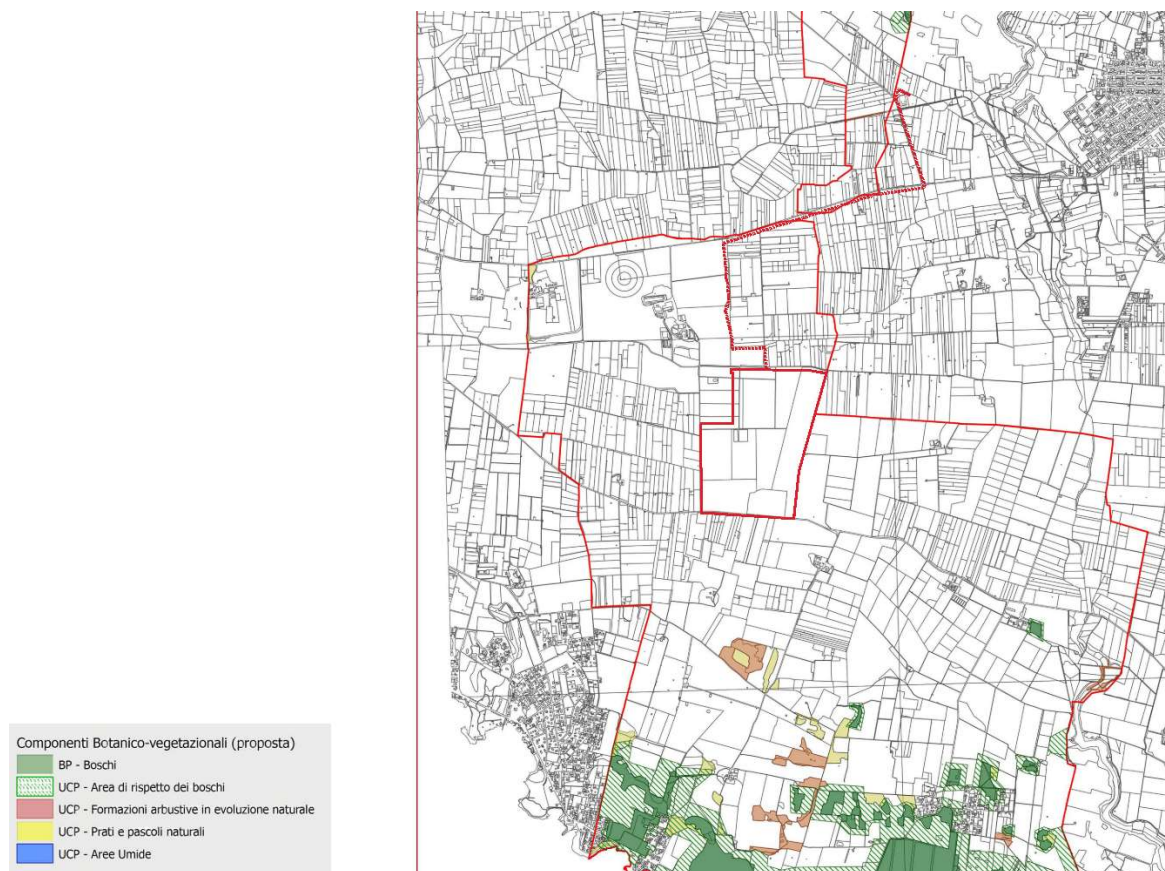 Componenti Botanico-vegetazionali (proposta)
BP - Boschi
UCP - Area di rispetto dei boschi
UCP - Formazioni arbustive in evoluzione naturale
UCP - Prati e pascoli naturali
UCP - Aree Umide